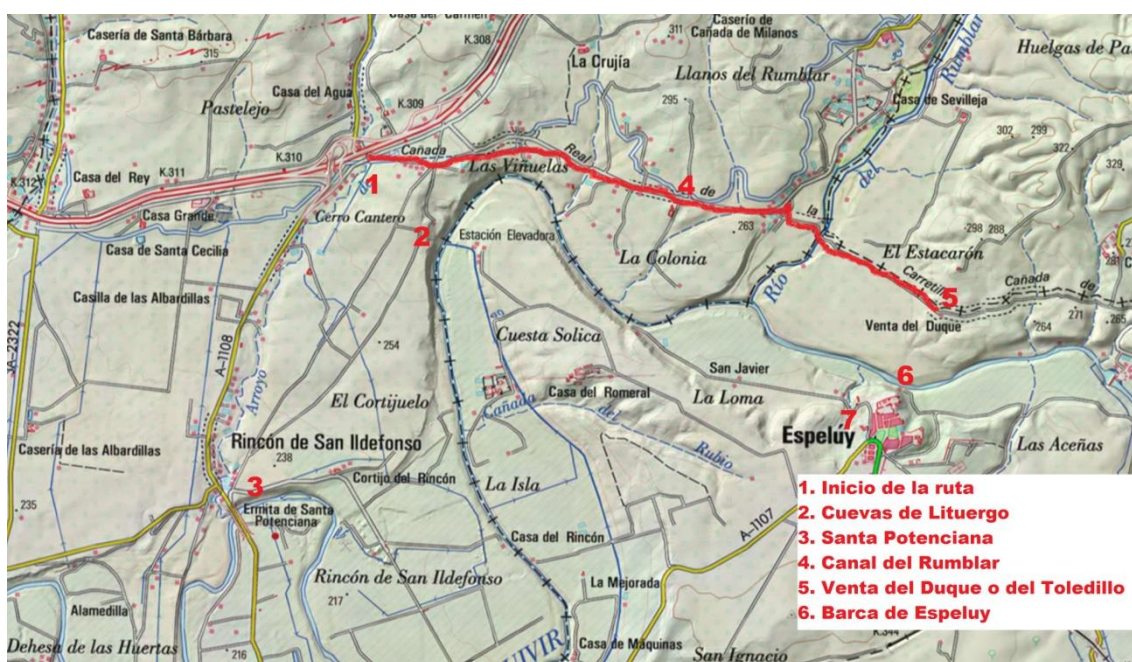 Casa del Carmen
Casería de Santa Bárbara
315
K.308
311
Caserío de
Cañada de Milanos
Huelgas de Pa
La Crujía
Llanos del Rumblar
Rumblar
Casa del Agua
Pastelejo
K.309
295
Casa de Sevilleja
302
299
322
329
K.310
Cañada
Real
de
la
del
Las Viñuelas
K.312
K.311
Casa del Rey
1
4
Casa Grande
Cerro Cantero
2
Estación Elevadora
263
298
288
Casa de Santa Cecilia
La Colonia
El Estacarón
Río
Carretín
5
Cañada
de
Casilla de las Albardillas
Venta del Duque
264
271
265
JA-2322
A-1108
Cuesta Solica
254
San Javier
6
Arroyo
El Cortijuelo
Casa del Romeral
La Loma
Cañada
del
Rubio
7
Espelúy
Las Aceñas
Casería de las Albardillas
Rincón de San Ildefonso
238
Cortijo del Rincón
La Isla
235
3
Ermita de Santa
Potenciana
A-1107
Casa del Rincón
Rincón de San Ildefonso
217
La Mejorada
Alamedilla
Dehesa de las Huertas
216
Casa de Máquinas
San Ignacio
K.344
1. Inicio de la ruta
2. Cuevas de Lituergo
3. Santa Potenciana
4. Canal del Rumblar
5. Venta del Duque o del Toledillo
6. Barca de Espeluy